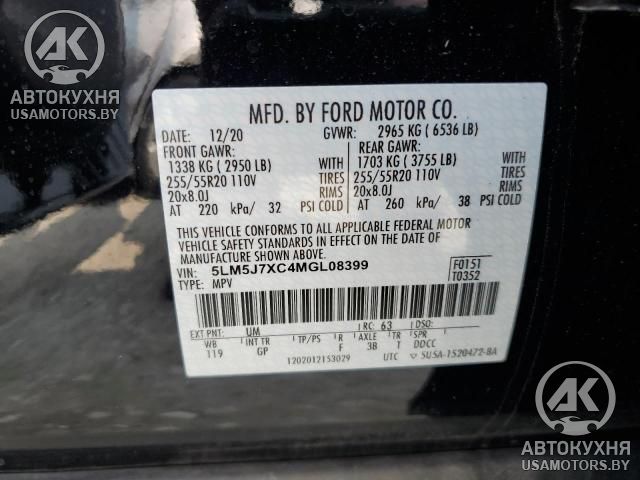 АК
АВТОКУХНЯ
USAMOTORS.BY
MFD. BY FORD MOTOR CO.
DATE: 12/20 GVWR: 2965 KG ( 6536 LB)
FRONT GAWR: REAR GAWR:
1338 KG ( 2950 LB) WITH 1703 KG ( 3755 LB) WITH
255/55R20 110V TIRES 255/55R20 110V TIRES
20x8.0J RIMS 20x8.0J RIMS
AT 220 kPa/ 32 PSI COLD AT 260 kPa/ 38 PSI COLD
THIS VEHICLE CONFORMS TO ALL APPLICABLE FEDERAL MOTOR
VEHICLE SAFETY STANDARDS IN EFFECT ON THE DATE OF
MANUFACTURE SHOWN ABOVE.
VIN: 5LM5J7XC4MGL08399 F0151
TYPE: MPV T0352
EXT PNT: UM RC: 63 DSO:
WB INT TR TP/PS R AXLE TR SPR
119 GP F 3B T DDCC
1202012153029 UTC 5U5A-1520472-BA
АК
АВТОКУХНЯ
USAMOTORS.BY